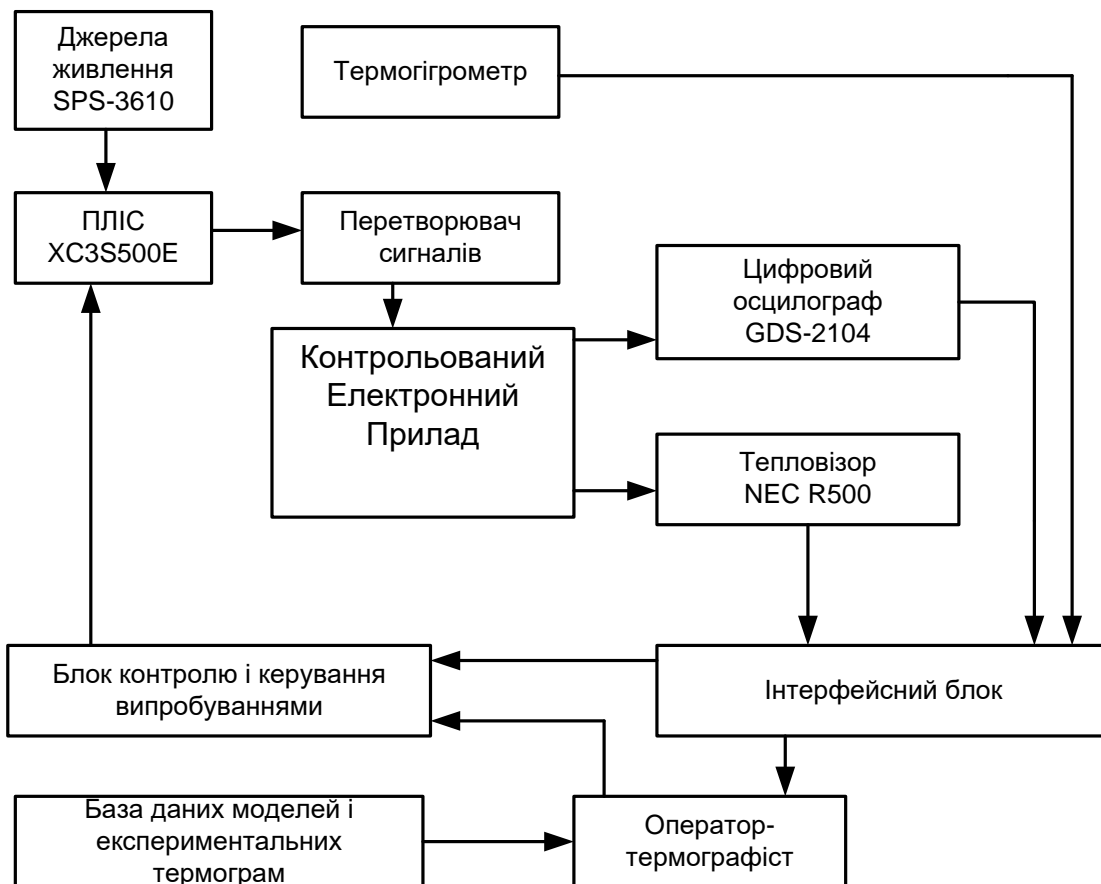 Джерела
живлення
SPS-3610
Термогігрометр
ПЛІС
XC3S500E
Перетворювач
сигналів
Цифровий
осцилограф
GDS-2104
Контрольований
Електронний
Прилад
Тепловізор
NEC R500
Блок контролю і керування
випробуваннями
Інтерфейсний блок
База даних моделей і
експериментальних
термограм
Оператор-
термографіст